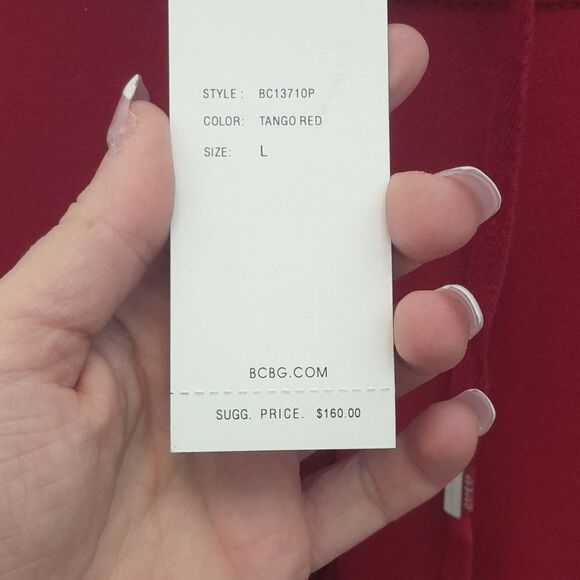 STYLE: BC13710P
COLOR: TANGO RED
SIZE: L
BCBG.COM
SUGG. PRICE. $160.00